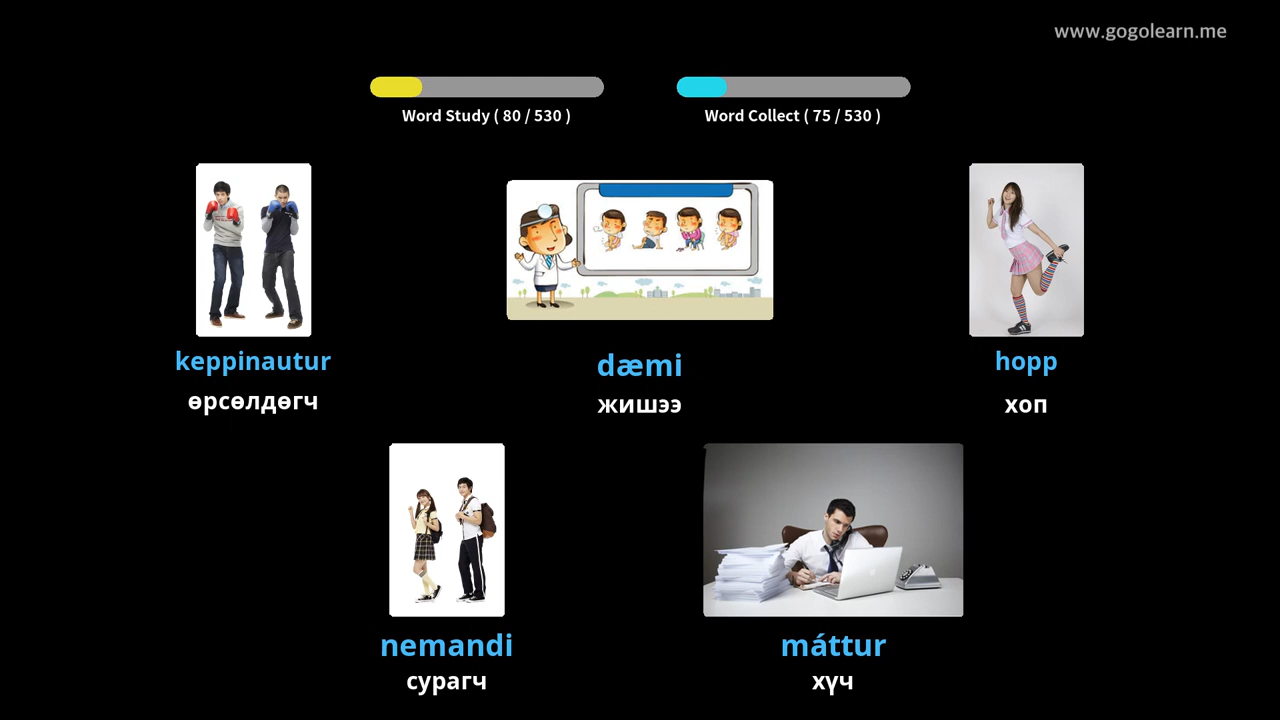 www.gogolearn.me
Word Study ( 80 / 530 )
Word Collect ( 75 / 530 )
keppinautur
өрсөлдөгч
dæmi
жишээ
hopp
хоп
nemandi
сурагч
máttur
хүч